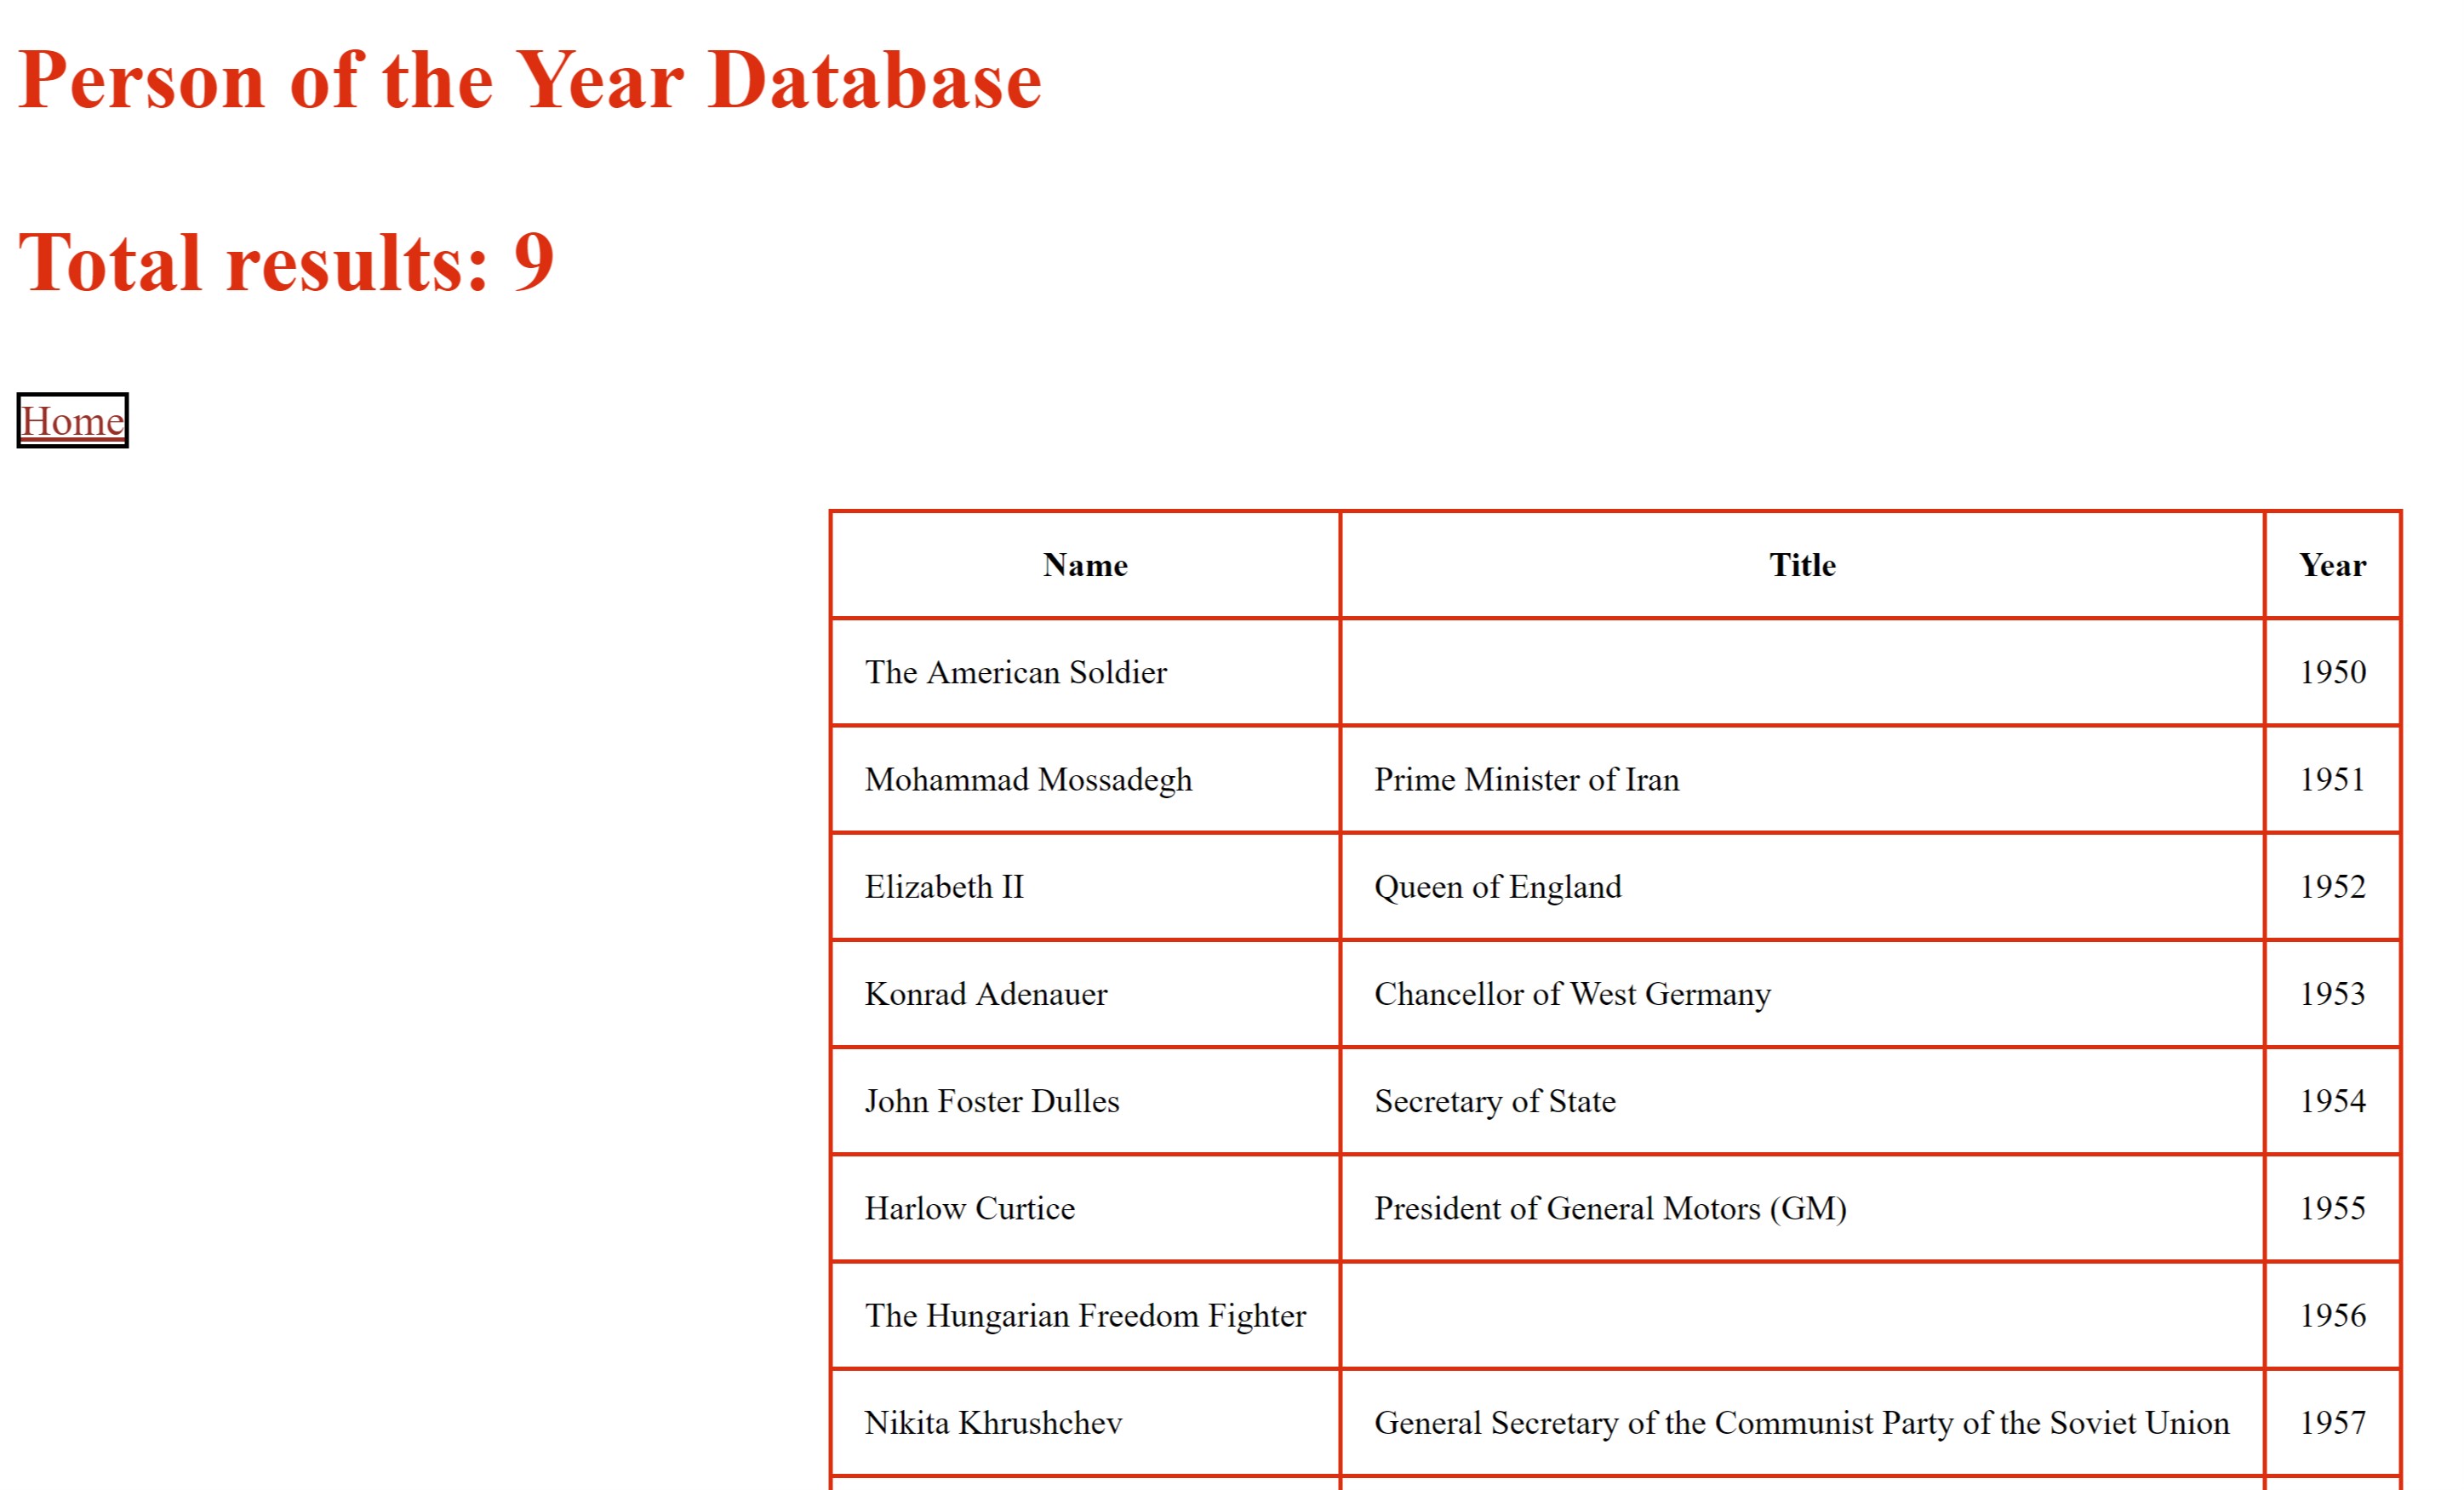 Person of the Year Database
Total results: 9
Home
Name Title Year
The American Soldier 1950
Mohammad Mossadegh Prime Minister of Iran 1951
Elizabeth II Queen of England 1952
Konrad Adenauer Chancellor of West Germany 1953
John Foster Dulles Secretary of State 1954
Harlow Curtice President of General Motors (GM) 1955
The Hungarian Freedom Fighter 1956
Nikita Khrushchev General Secretary of the Communist Party of the Soviet Union 1957